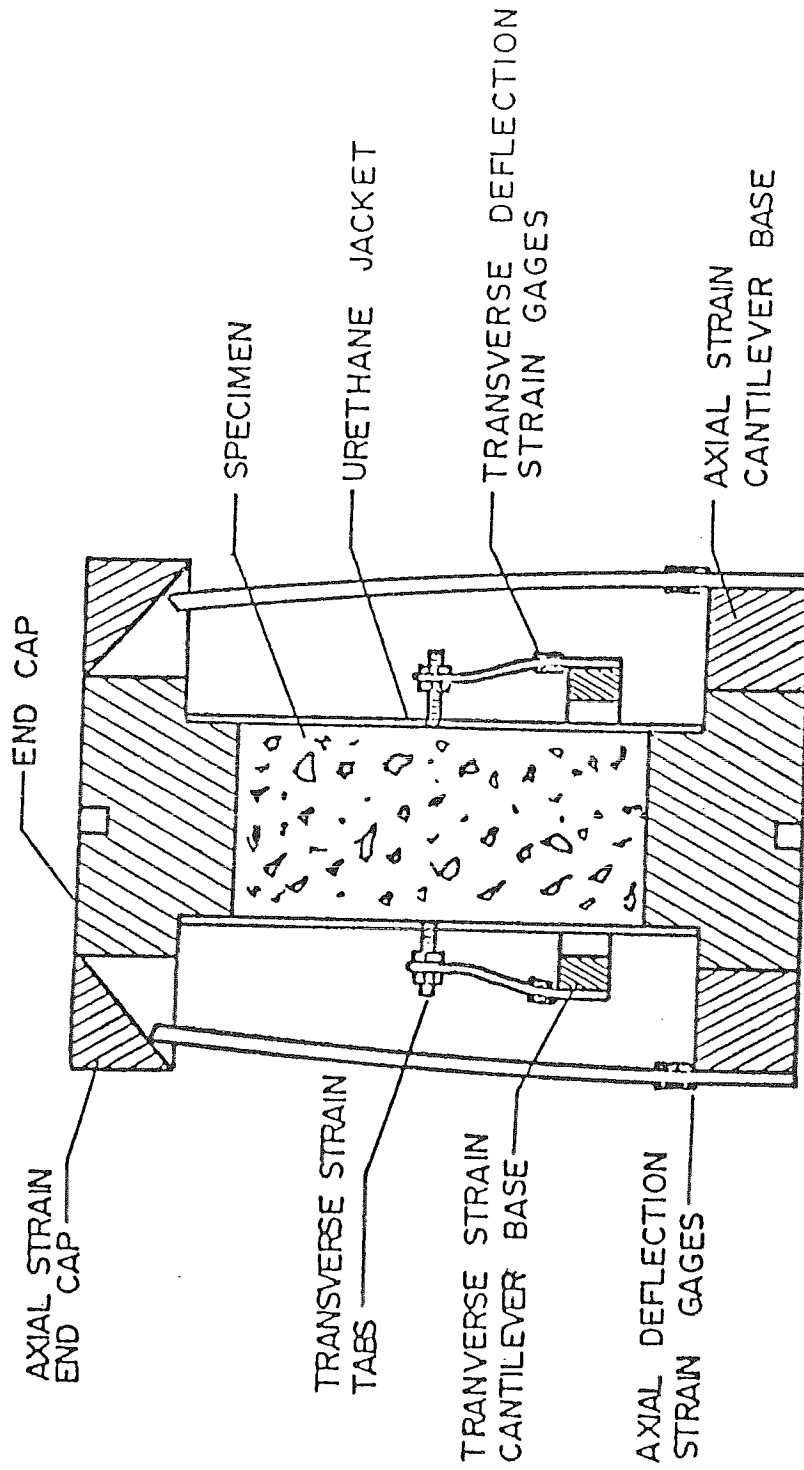 AXIAL STRAIN
END CAP
END CAP
TRANSVERSE STRAIN
TABS
SPECIMEN
URETHANE JACKET
TRANVERSE STRAIN
CANTILEVER BASE
TRANSVERSE DEFLECTION
STRAIN GAGES
AXIAL DEFLECTION
STRAIN GAGES
AXIAL STRAIN
CANTILEVER BASE